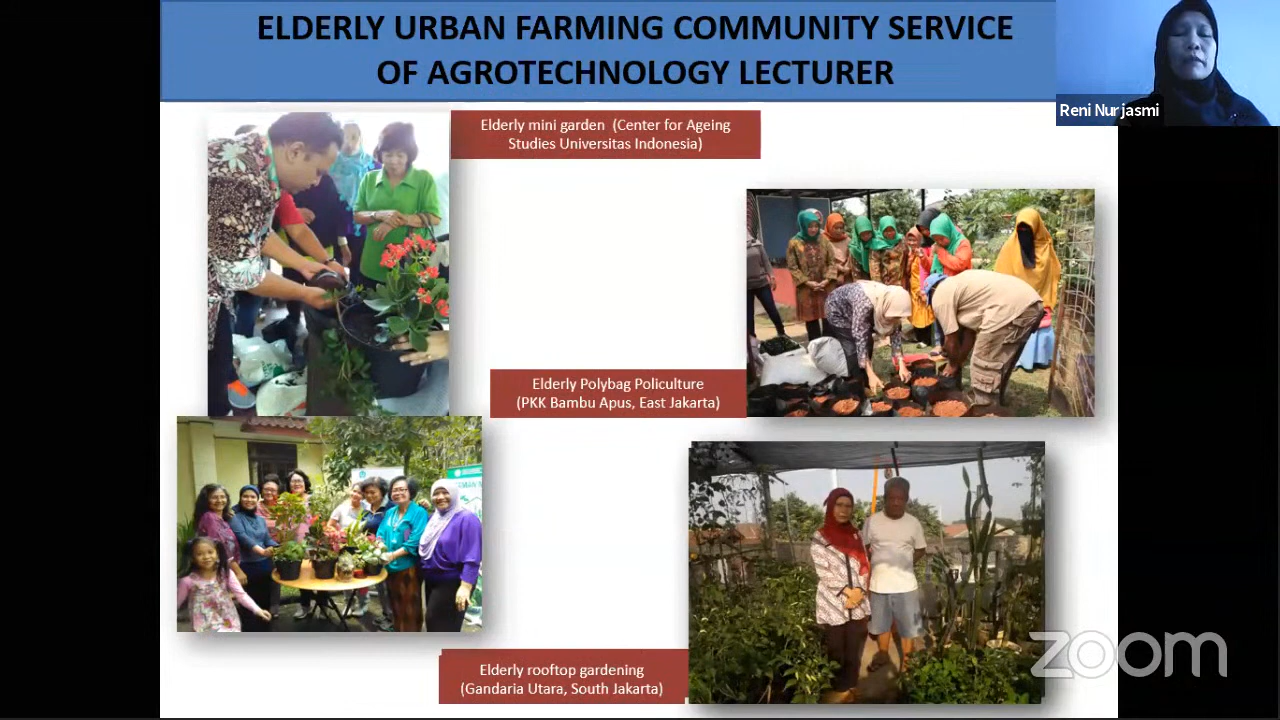 ELDERLY URBAN FARMING COMMUNITY SERVICE
OF AGROTECHNOLOGY LECTURER
Reni Nurjasmi
Elderly mini garden (Center for Ageing
Studies Universitas Indonesia)
Elderly Polybag Policulture
(PKK Bambu Apus, East Jakarta)
Elderly rooftop gardening
(Gandaria Utara, South Jakarta)
zoom